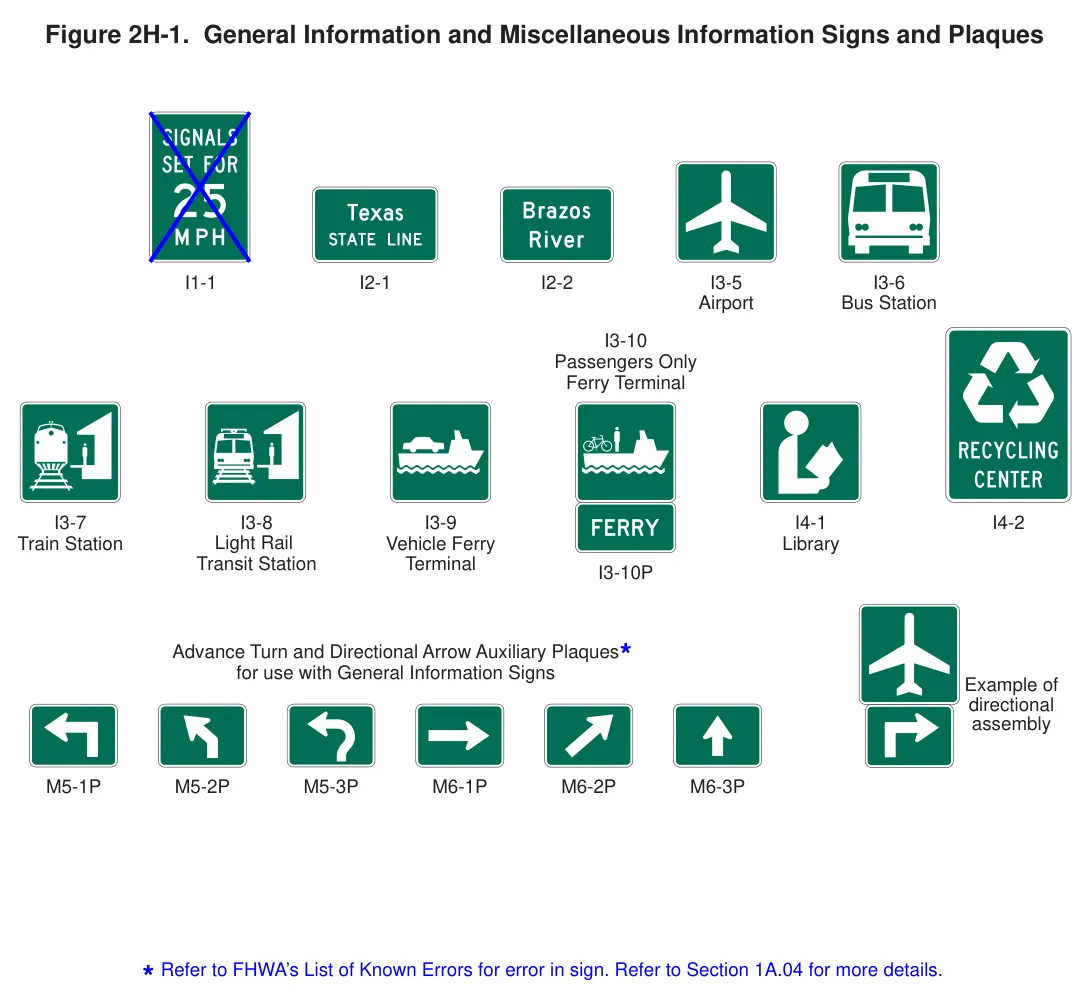 Figure 2H-1.  General Information and Miscellaneous Information Signs and Plaques
SIGNALS
SET FOR
25
MPH
I1-1
Texas
STATE LINE
I2-1
Brazos
River
I2-2
I3-5
Airport
I3-6
Bus Station
I3-7
Train Station
I3-8
Light Rail
Transit Station
I3-9
Vehicle Ferry
Terminal
I3-10
Passengers Only
Ferry Terminal
FERRY
I3-10P
I4-1
Library
RECYCLING
CENTER
I4-2
Advance Turn and Directional Arrow Auxiliary Plaques*
for use with General Information Signs
M5-1P
M5-2P
M5-3P
M6-1P
M6-2P
M6-3P
Example of
directional
assembly
* Refer to FHWA’s List of Known Errors for error in sign. Refer to Section 1A.04 for more details.